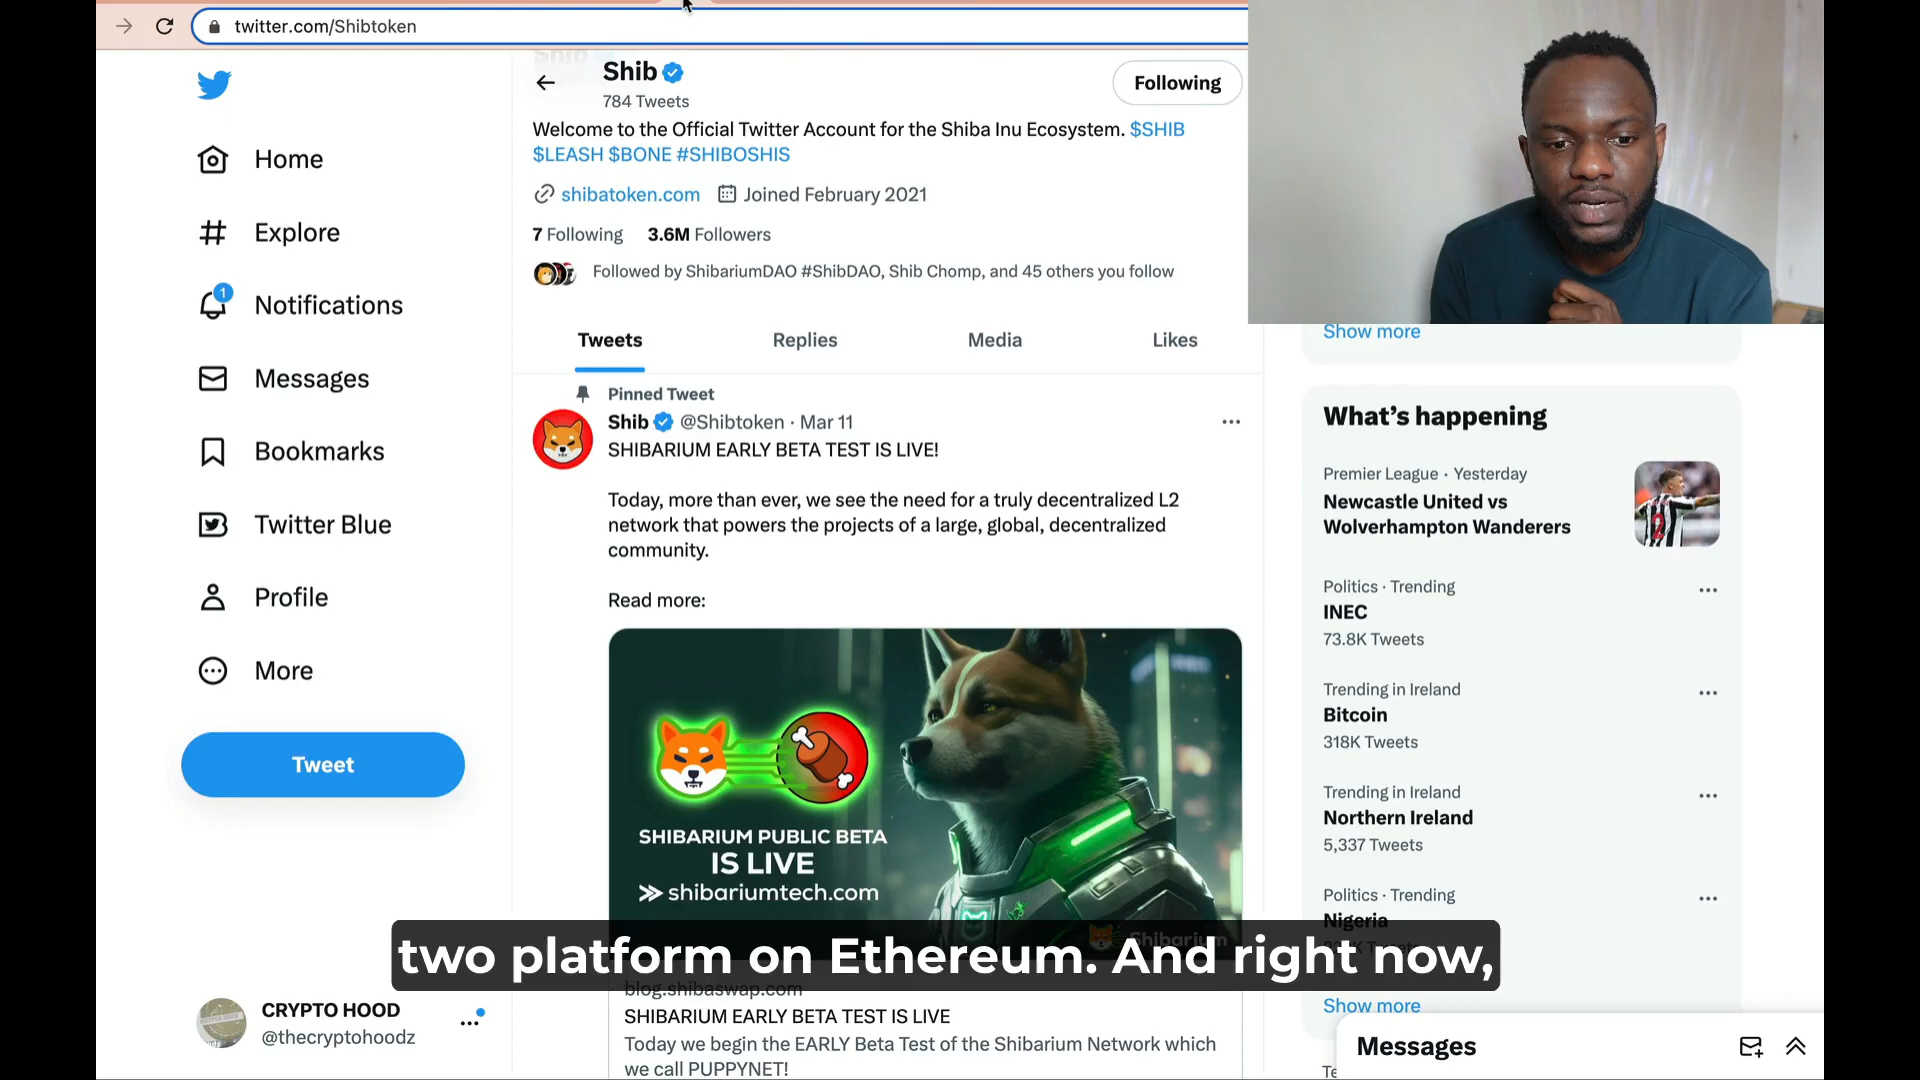 twitter.com/Shibtoken
Shib
784 Tweets
Following
Welcome to the Official Twitter Account for the Shiba Inu Ecosystem. $SHIB
$LEASH $BONE #SHIBOSHIS
shibatoken.com Joined February 2021
7 Following 3.6M Followers
Followed by ShibariumDAO #ShibDAO, Shib Chomp, and 45 others you follow
Tweets Replies Media Likes
Home
Explore
1
Notifications
Messages
Bookmarks
Twitter Blue
Profile
More
Tweet
CRYPTO HOOD
@thecryptohoodz
Pinned Tweet
Shib @Shibtoken · Mar 11
SHIBARIUM EARLY BETA TEST IS LIVE!
Today, more than ever, we see the need for a truly decentralized L2
network that powers the projects of a large, global, decentralized
community.
Read more:
SHIBARIUM PUBLIC BETA
IS LIVE
shibariumtech.com
Shibarium
two platform on Ethereum. And right now,
blog.shibaswap.com
SHIBARIUM EARLY BETA TEST IS LIVE
Today we begin the EARLY Beta Test of the Shibarium Network which
we call PUPPYNET!
Show more
What's happening
Premier League · Yesterday
Newcastle United vs
Wolverhampton Wanderers
2
Politics · Trending
INEC
73.8K Tweets
Trending in Ireland
Bitcoin
318K Tweets
Trending in Ireland
Northern Ireland
5,337 Tweets
Politics · Trending
Nigeria
Show more
Messages